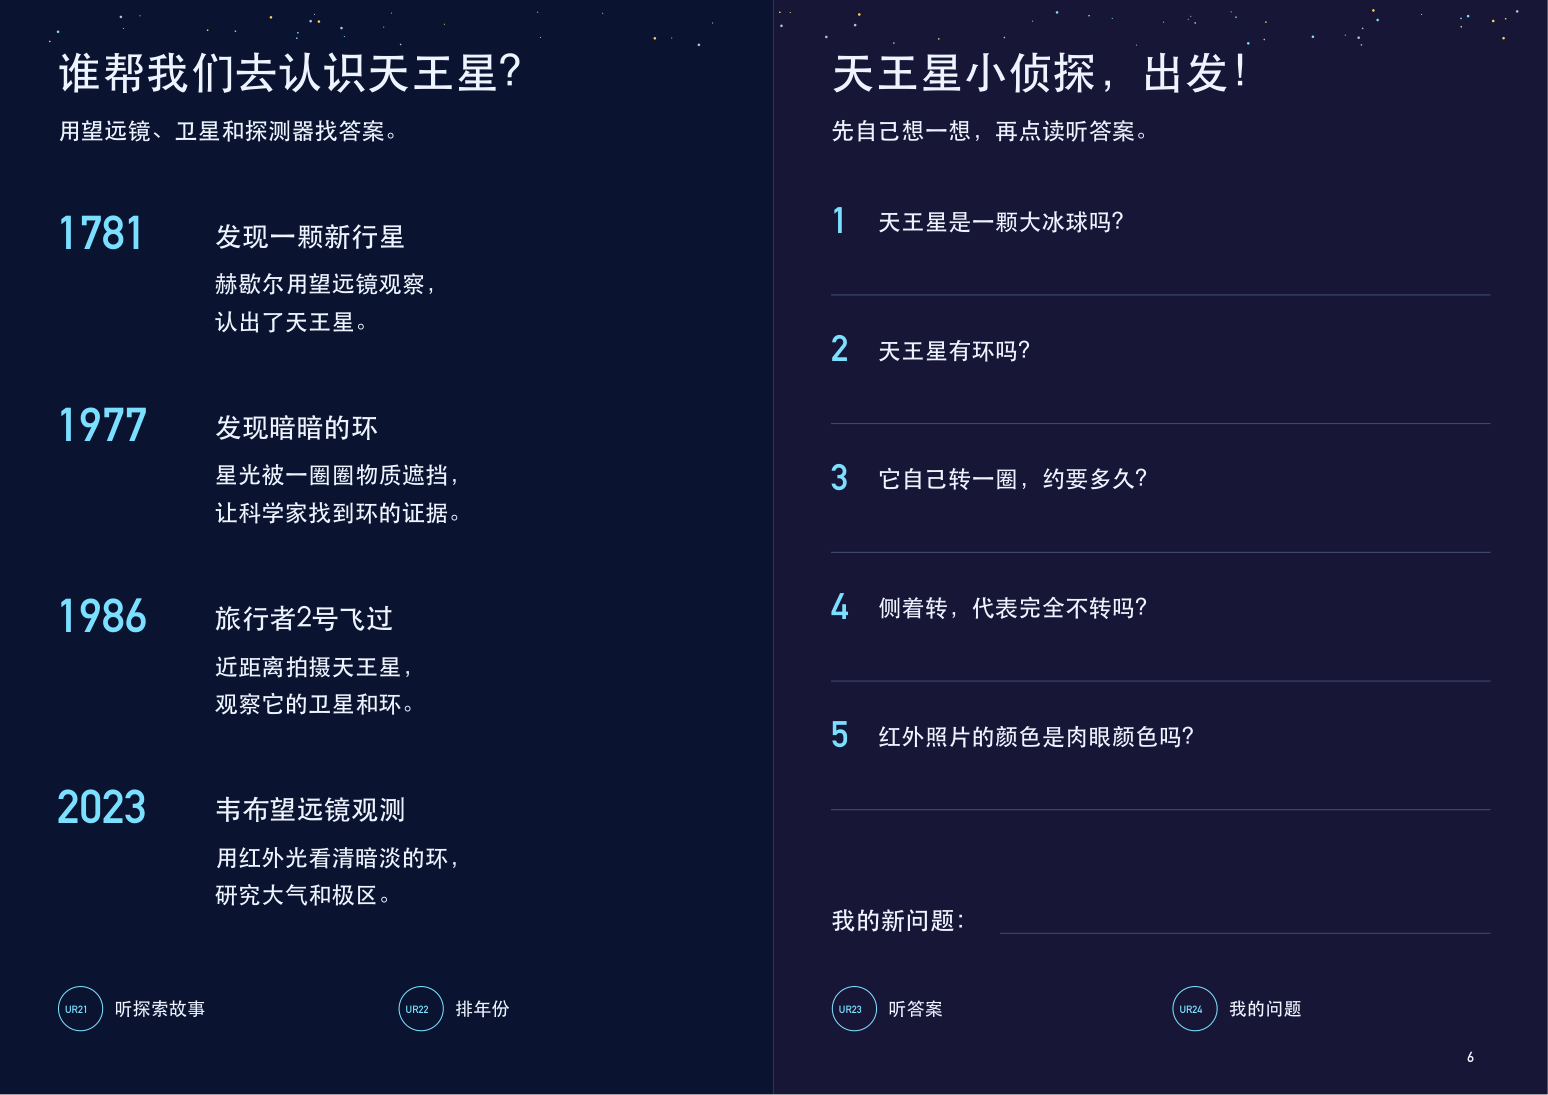 谁帮我们去认识天王星？
用望远镜、卫星和探测器找答案。
1781
发现一颗新行星
赫歇尔用望远镜观察，
认出了天王星。
1977
发现暗暗的环
星光被一圈圈物质遮挡，
让科学家找到环的证据。
1986
旅行者2号飞过
近距离拍摄天王星，
观察它的卫星和环。
2023
韦布望远镜观测
用红外光看清暗淡的环，
研究大气和极区。
UR21 听探索故事
UR22 排年份
天王星小侦探，出发！
先自己想一想，再点读听答案。
1 天王星是一颗大冰球吗？
2 天王星有环吗？
3 它自己转一圈，约要多久？
4 侧着转，代表完全不转吗？
5 红外照片的颜色是肉眼颜色吗？
我的新问题：
UR23 听答案
UR24 我的问题
6